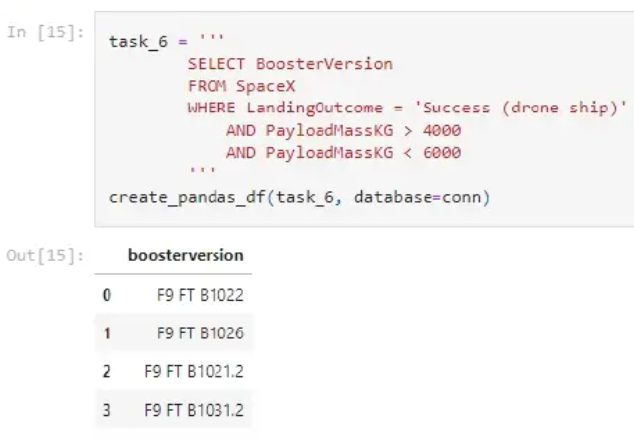 In [15]:
task_6 = '''
SELECT BoosterVersion
FROM SpaceX
WHERE LandingOutcome = 'Success (drone ship)'
AND PayloadMassKG > 4000
AND PayloadMassKG < 6000
'''
create_pandas_df(task_6, database=conn)
Out[15]:
boosterversion
0 F9 FT B1022
1 F9 FT B1026
2 F9 FT B1021.2
3 F9 FT B1031.2